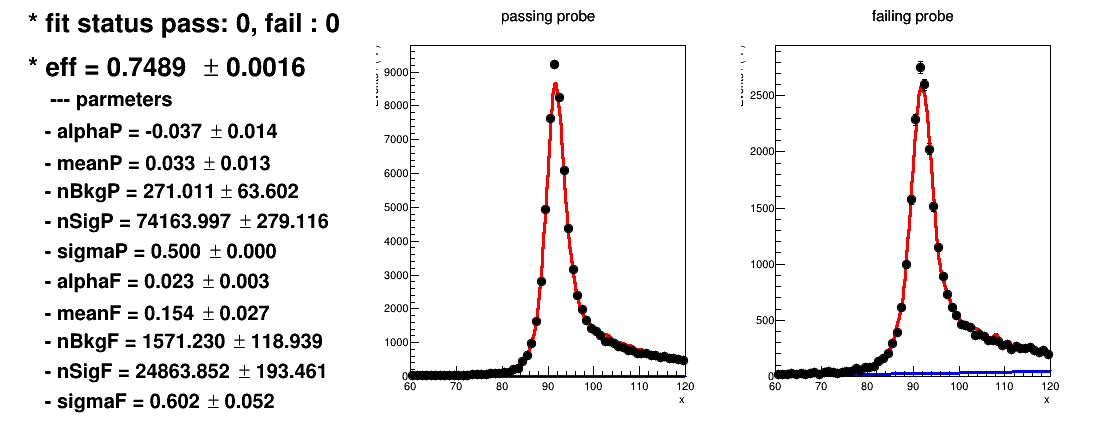 * fit status pass: 0, fail : 0
* eff = 0.7489 ± 0.0016
--- parmeters
- alphaP = -0.037 ± 0.014
- meanP = 0.033 ± 0.013
- nBkgP = 271.011 ± 63.602
- nSigP = 74163.997 ± 279.116
- sigmaP = 0.500 ± 0.000
- alphaF = 0.023 ± 0.003
- meanF = 0.154 ± 0.027
- nBkgF = 1571.230 ± 118.939
- nSigF = 24863.852 ± 193.461
- sigmaF = 0.602 ± 0.052
passing probe
9000
8000
7000
6000
5000
4000
3000
2000
1000
0
60 70 80 90 100 110 120
x
failing probe
2500
2000
1500
1000
500
0
60 70 80 90 100 110 120
x